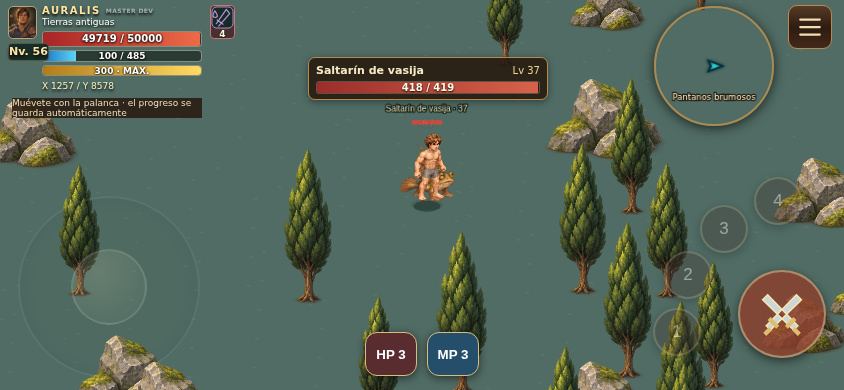 AURALIS MASTER DEV
Tierras antiguas
49719 / 50000
Nv. 56
100 / 485
300 · MÁX.
X 1257 / Y 8578
Muévete con la palanca · el progreso se
guarda automáticamente
4
Saltarín de vasija Lv 37
418 / 419
Saltarín de vasija · 37
Pantanos brumosos
4
3
2
1
HP 3
MP 3